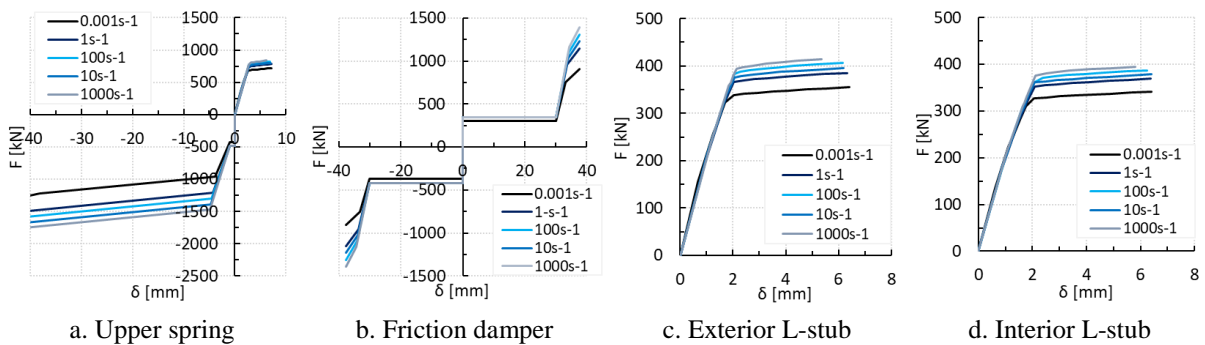 0.001s-1
1s-1
100s-1
10s-1
1000s-1
1500
1000
500
0
-40 -30 -20 -10 0 10
-500
-1000
-1500
-2000
-2500
F [kN]
δ [mm]
a. Upper spring
1500
1000
500
0
-40 -20 0 20 40
-500
-1000
-1500
F [kN]
0.001s-1
1-s-1
100s-1
10s-1
1000s-1
δ [mm]
b. Friction damper
500
400
300
200
100
0
F [kN]
0.001s-1
1s-1
100s-1
10s-1
1000s-1
0 2 4 6 8
δ [mm]
c. Exterior L-stub
500
400
300
200
100
0
F [kN]
0.001s-1
1s-1
100s-1
10s-1
1000s-1
0 2 4 6 8
δ [mm]
d. Interior L-stub